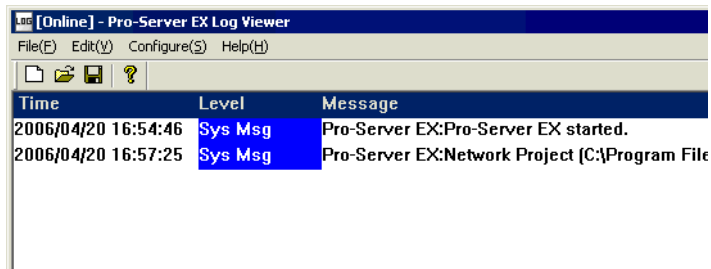 LOG [Online] - Pro-Server EX Log Viewer
File(F) Edit(V) Configure(S) Help(H)
Time Level Message
2006/04/20 16:54:46 Sys Msg Pro-Server EX:Pro-Server EX started.
2006/04/20 16:57:25 Sys Msg Pro-Server EX:Network Project (C:\Program File